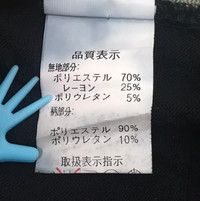 品質表示
無地部分:
ポリエステル 70%
レーヨン 25%
ポリウレタン 5%
柄部分:
ポリエステル 90%
ポリウレタン 10%
取扱表示指示